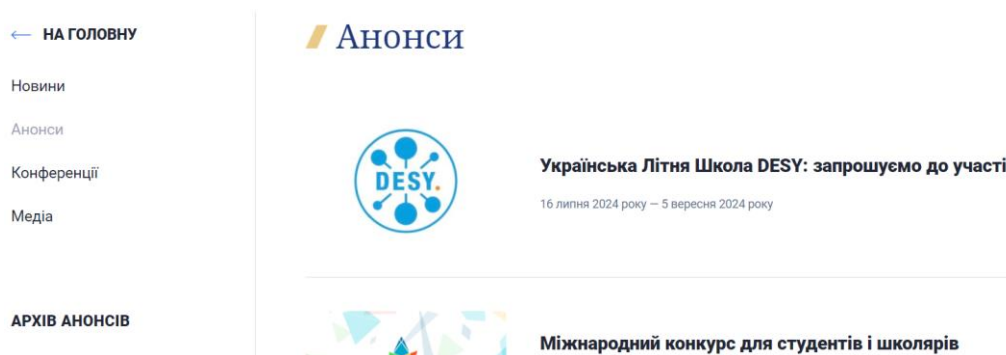 ← НА ГОЛОВНУ
Новини
Анонси
Конференції
Медіа
АРХІВ АНОНСІВ
Анонси
DESY.
Українська Літня Школа DESY: запрошуємо до участі
16 липня 2024 року — 5 вересня 2024 року
Міжнародний конкурс для студентів і школярів